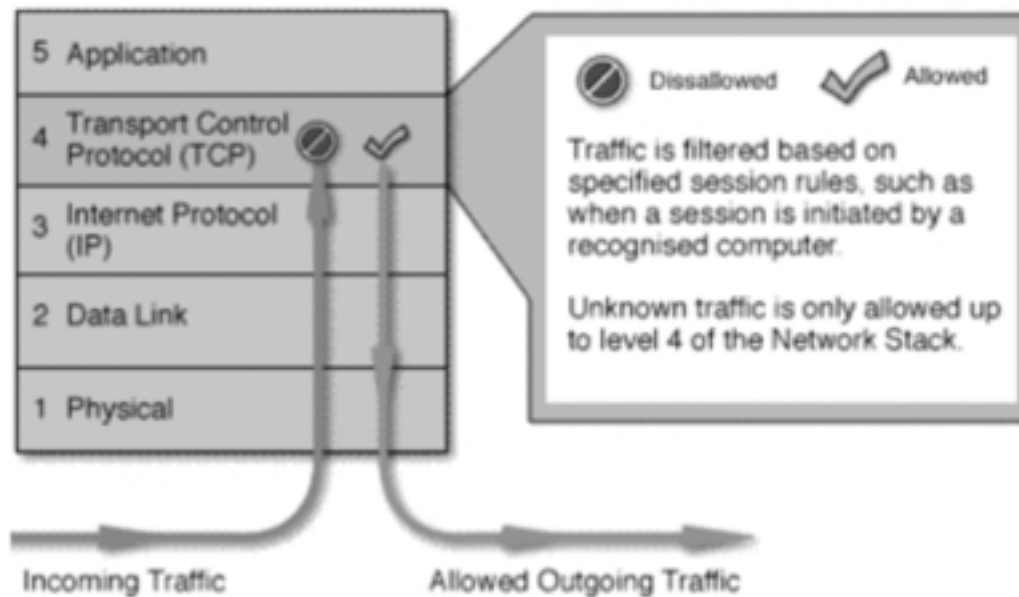 5 Application
4 Transport Control
Protocol (TCP)
3 Internet Protocol
(IP)
2 Data Link
1 Physical
Incoming Traffic
Allowed Outgoing Traffic
Dissallowed
Allowed
Traffic is filtered based on
specified session rules, such as
when a session is initiated by a
recognised computer.
Unknown traffic is only allowed up
to level 4 of the Network Stack.